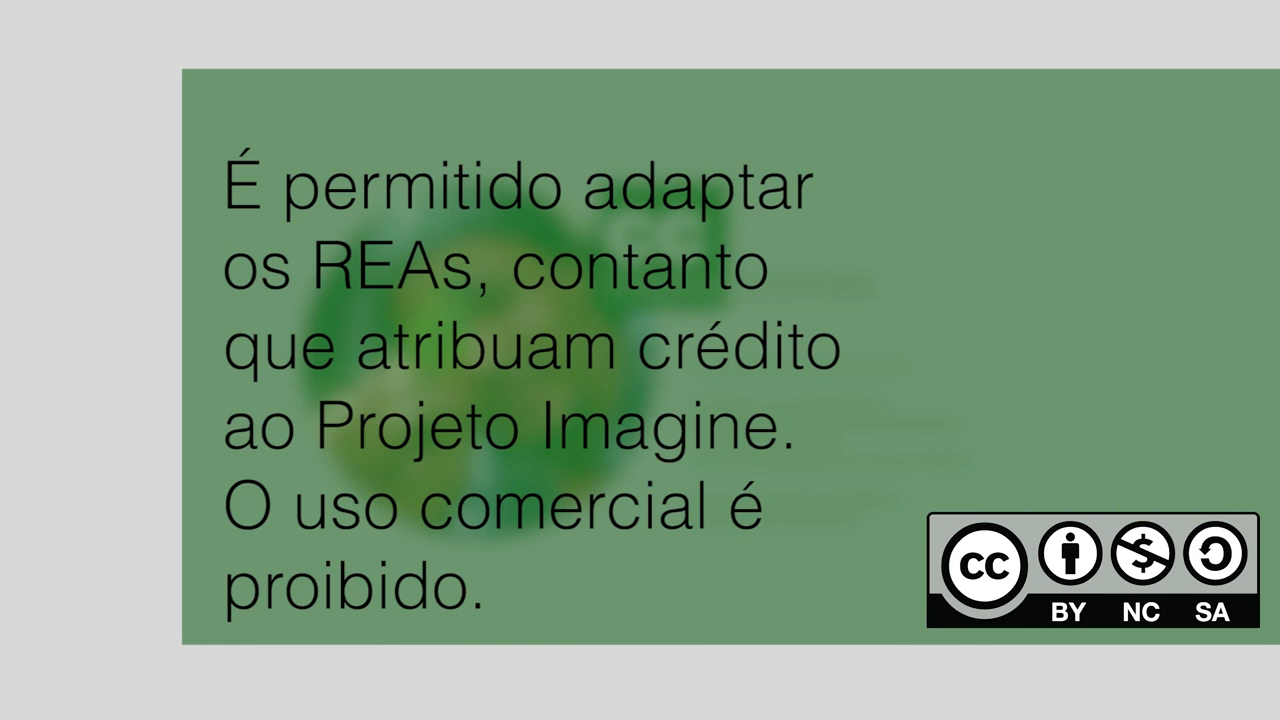 É permitido adaptar
os REAs, contanto
que atribuam crédito
ao Projeto Imagine.
O uso comercial é
proibido.
cc
BY NC SA